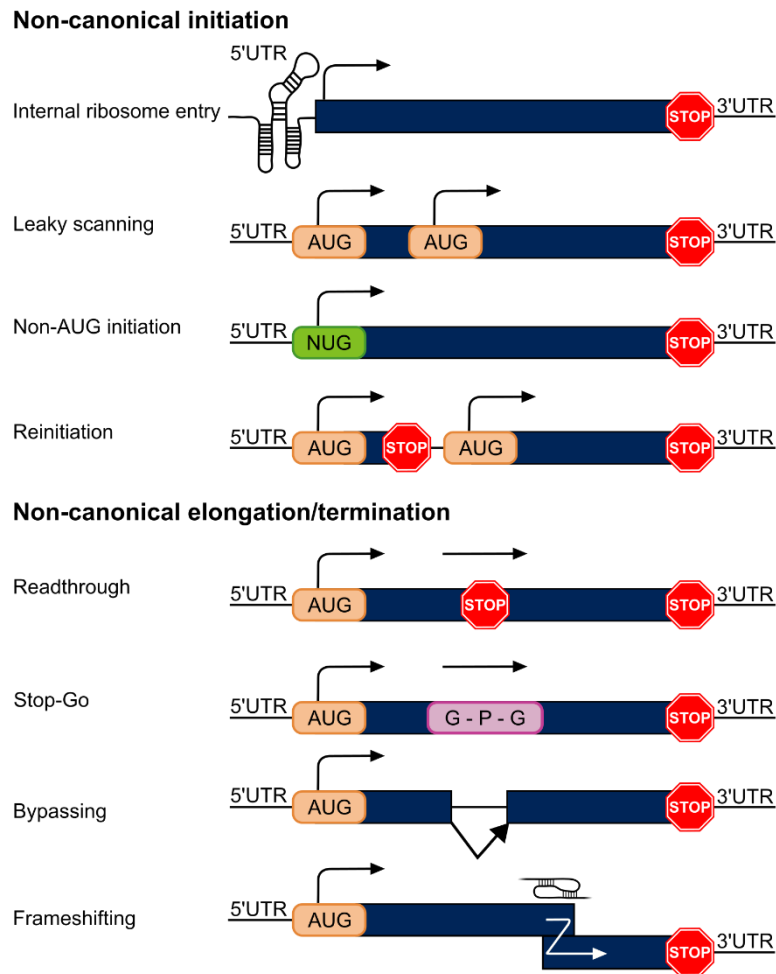 Non-canonical initiation
5'UTR
Internal ribosome entry
STOP
3'UTR
Leaky scanning
5'UTR
AUG
AUG
STOP
3'UTR
Non-AUG initiation
5'UTR
NUG
STOP
3'UTR
Reinitiation
5'UTR
AUG
STOP
AUG
STOP
3'UTR
Non-canonical elongation/termination
Readthrough
5'UTR
AUG
STOP
STOP
3'UTR
Stop-Go
5'UTR
AUG
G - P - G
STOP
3'UTR
Bypassing
5'UTR
AUG
STOP
3'UTR
Frameshifting
5'UTR
AUG
STOP
3'UTR